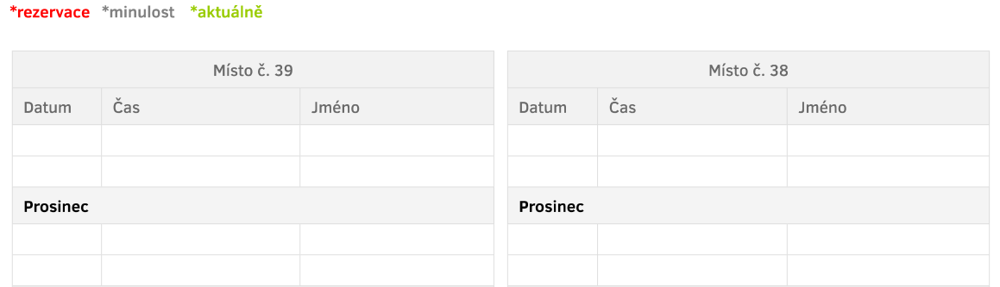 *rezervace *minulost *aktuálně
Místo č. 39
Datum Čas Jméno
Prosinec
Místo č. 38
Datum Čas Jméno
Prosinec